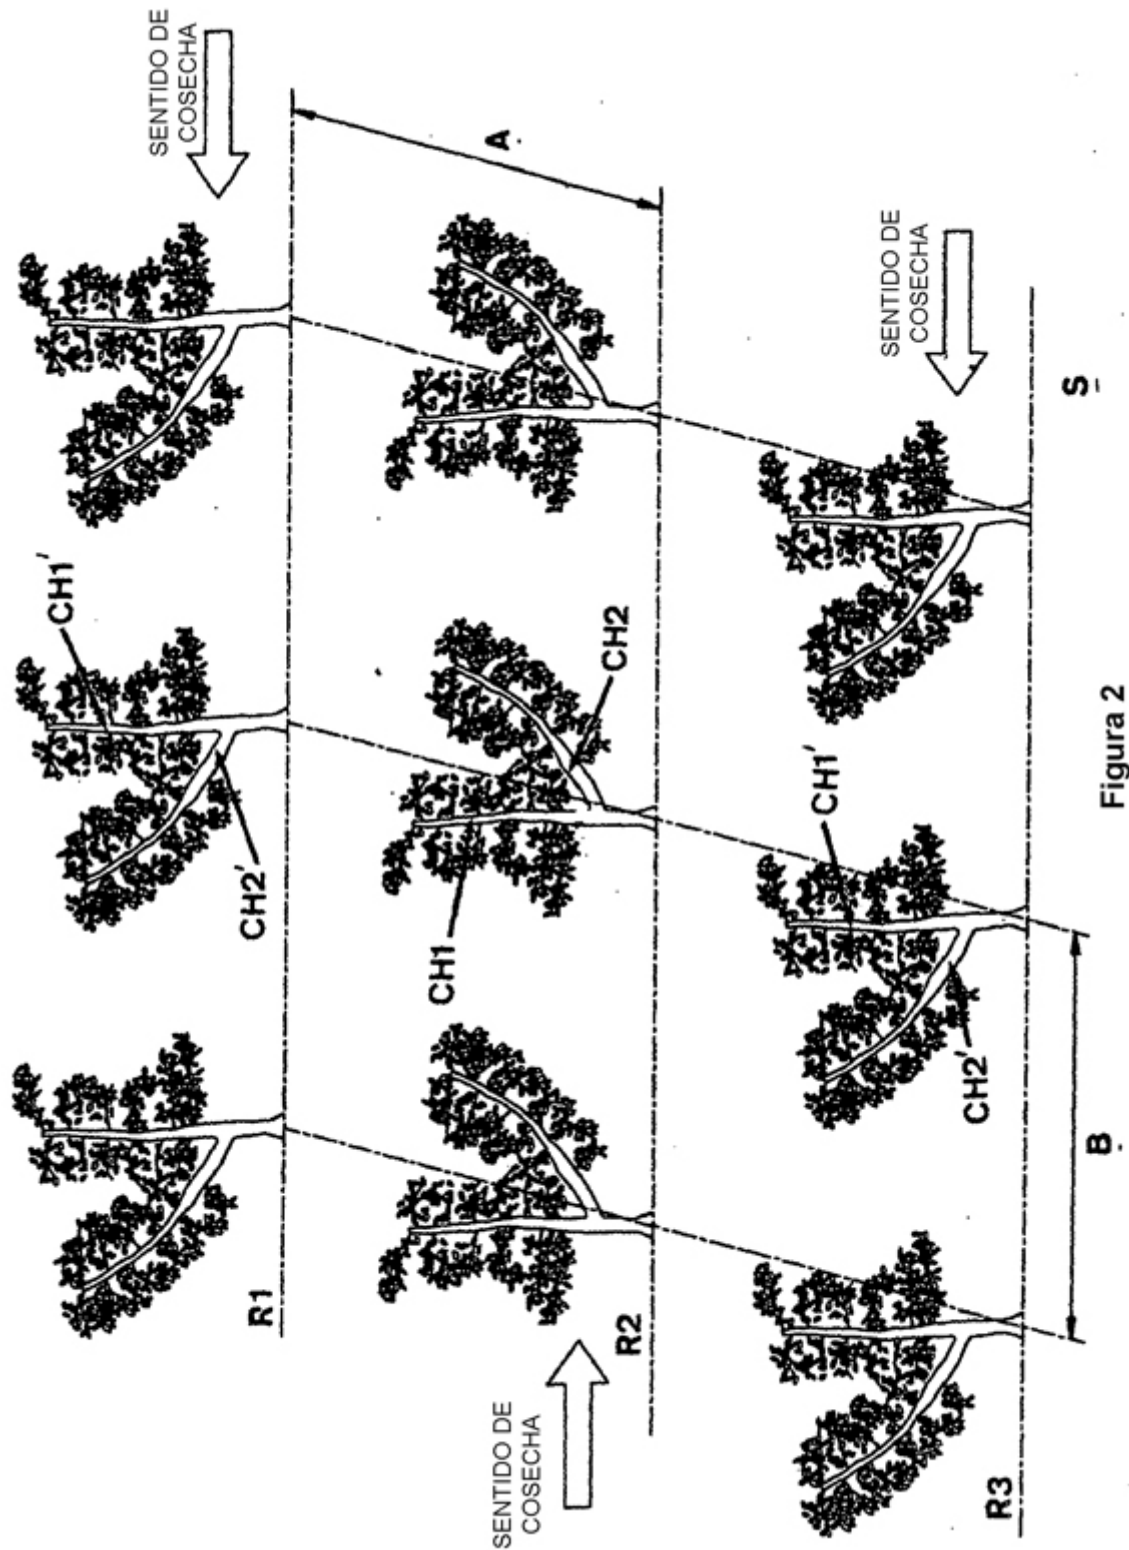 SENTIDO DE
COSECHA
A
CH1'
CH2'
R1
CH1
CH2
R2
SENTIDO DE
COSECHA
SENTIDO DE
COSECHA
CH1'
CH2'
R3
B
S
Figura 2